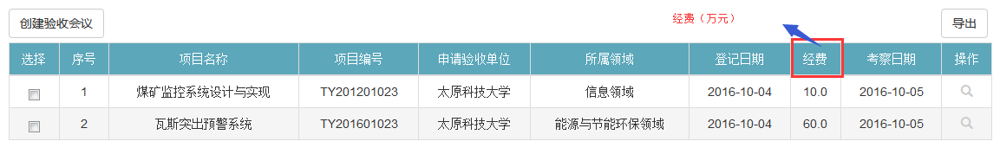 创建验收会议 经费（万元） 导出
选择 序号 项目名称 项目编号 申请验收单位 所属领域 登记日期 经费 考察日期 操作
1 煤矿监控系统设计与实现 TY201201023 太原科技大学 信息领域 2016-10-04 10.0 2016-10-05
2 瓦斯突出预警系统 TY201601023 太原科技大学 能源与节能环保领域 2016-10-04 60.0 2016-10-05